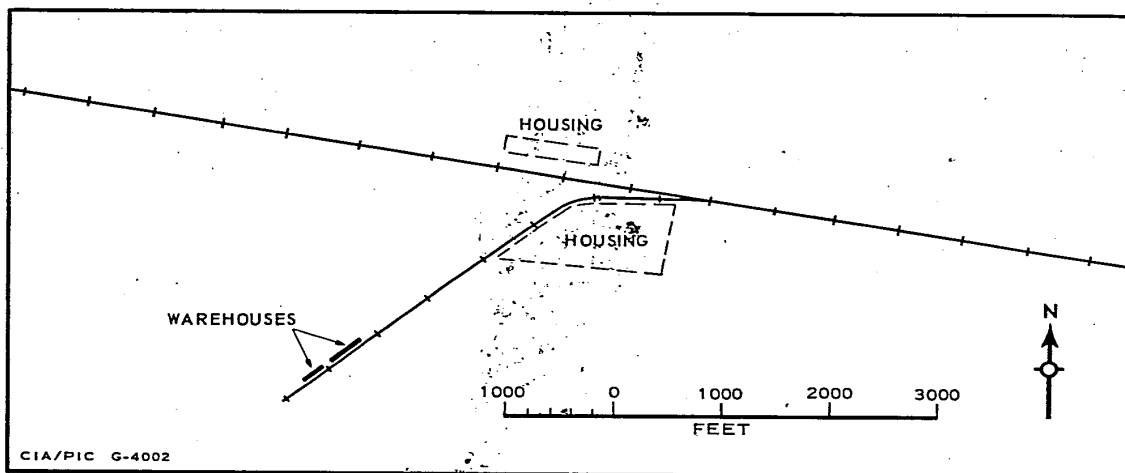 HOUSING
HOUSING
WAREHOUSES
N
1000 0 1000 2000 3000
FEET
CIA/PIC G-4002